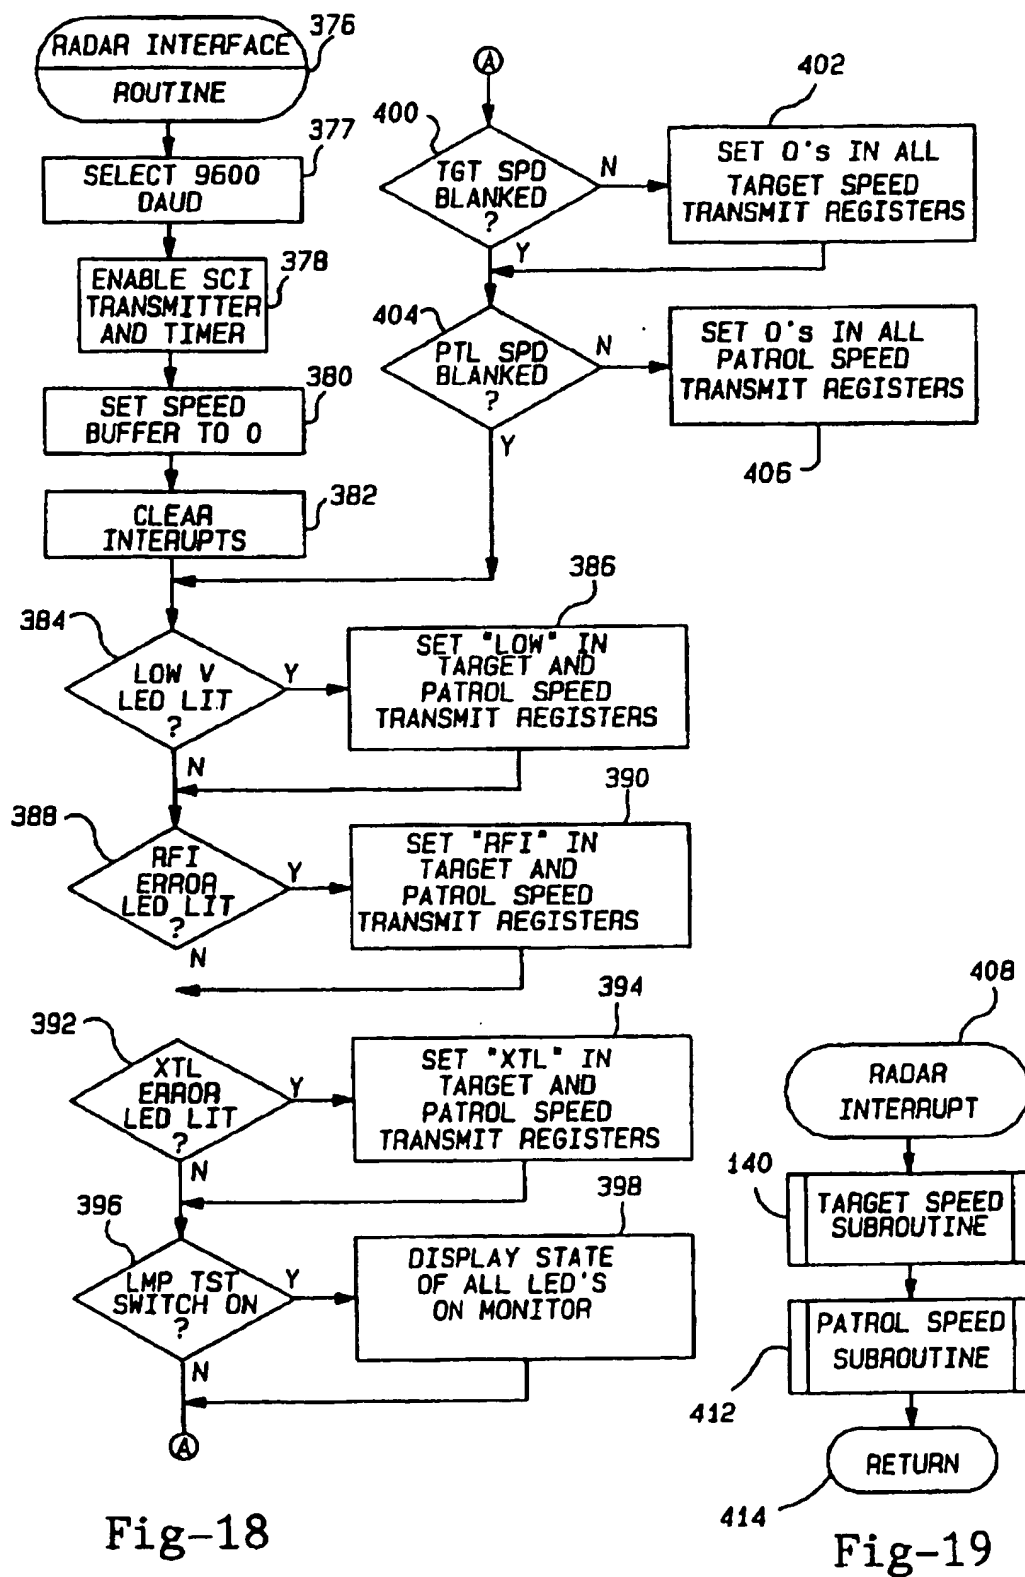 RADAR INTERFACE
ROUTINE
376
SELECT 9600
DAUD
377
ENABLE SCI
TRANSMITTER
AND TIMER
378
SET SPEED
BUFFER TO 0
380
CLEAR
INTERUPTS
382
384
LOW V
LED LIT
?
Y
N
386
SET "LOW" IN
TARGET AND
PATROL SPEED
TRANSMIT REGISTERS
388
RFI
ERROR
LED LIT
?
Y
N
390
SET "RFI" IN
TARGET AND
PATROL SPEED
TRANSMIT REGISTERS
392
XTL
ERROR
LED LIT
?
Y
N
394
SET "XTL" IN
TARGET AND
PATROL SPEED
TRANSMIT REGISTERS
396
LMP TST
SWITCH ON
?
Y
N
398
DISPLAY STATE
OF ALL LED'S
ON MONITOR
A
Fig-18
A
400
TGT SPD
BLANKED
?
N
Y
402
SET 0's IN ALL
TARGET SPEED
TRANSMIT REGISTERS
404
PTL SPD
BLANKED
?
N
Y
SET 0's IN ALL
PATROL SPEED
TRANSMIT REGISTERS
406
408
RADAR
INTERRUPT
140
TARGET SPEED
SUBROUTINE
PATROL SPEED
SUBROUTINE
412
RETURN
414
Fig-19